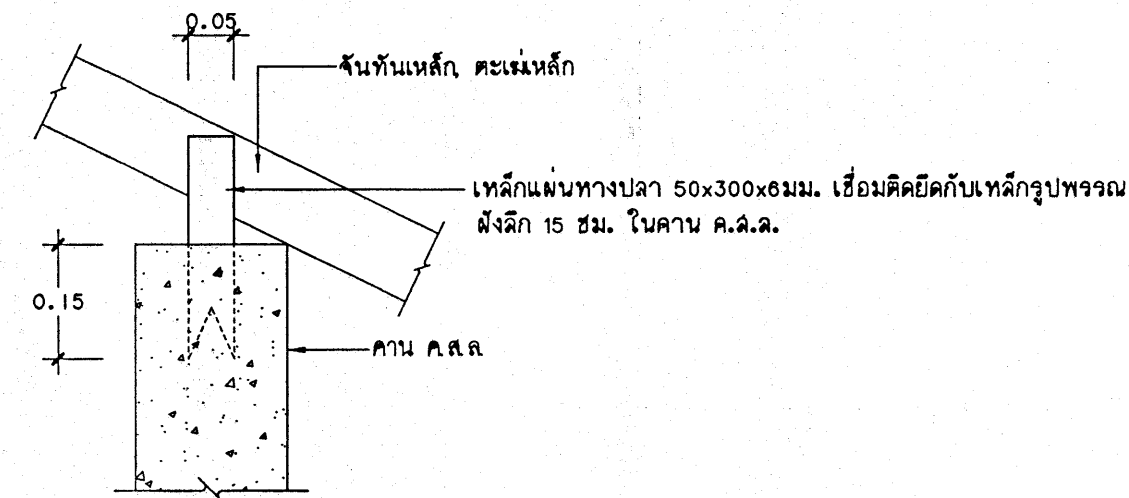 0.05
จันทันเหล็ก, ตะเฆ่เหล็ก
เหล็กแผ่นหางปลา 50x300x6มม. เชื่อมติดยึดกับเหล็กรูปพรรณ
ฝังลึก 15 ซม. ในคาน ค.ส.ล.
0.15
คาน ค.ส.ล.